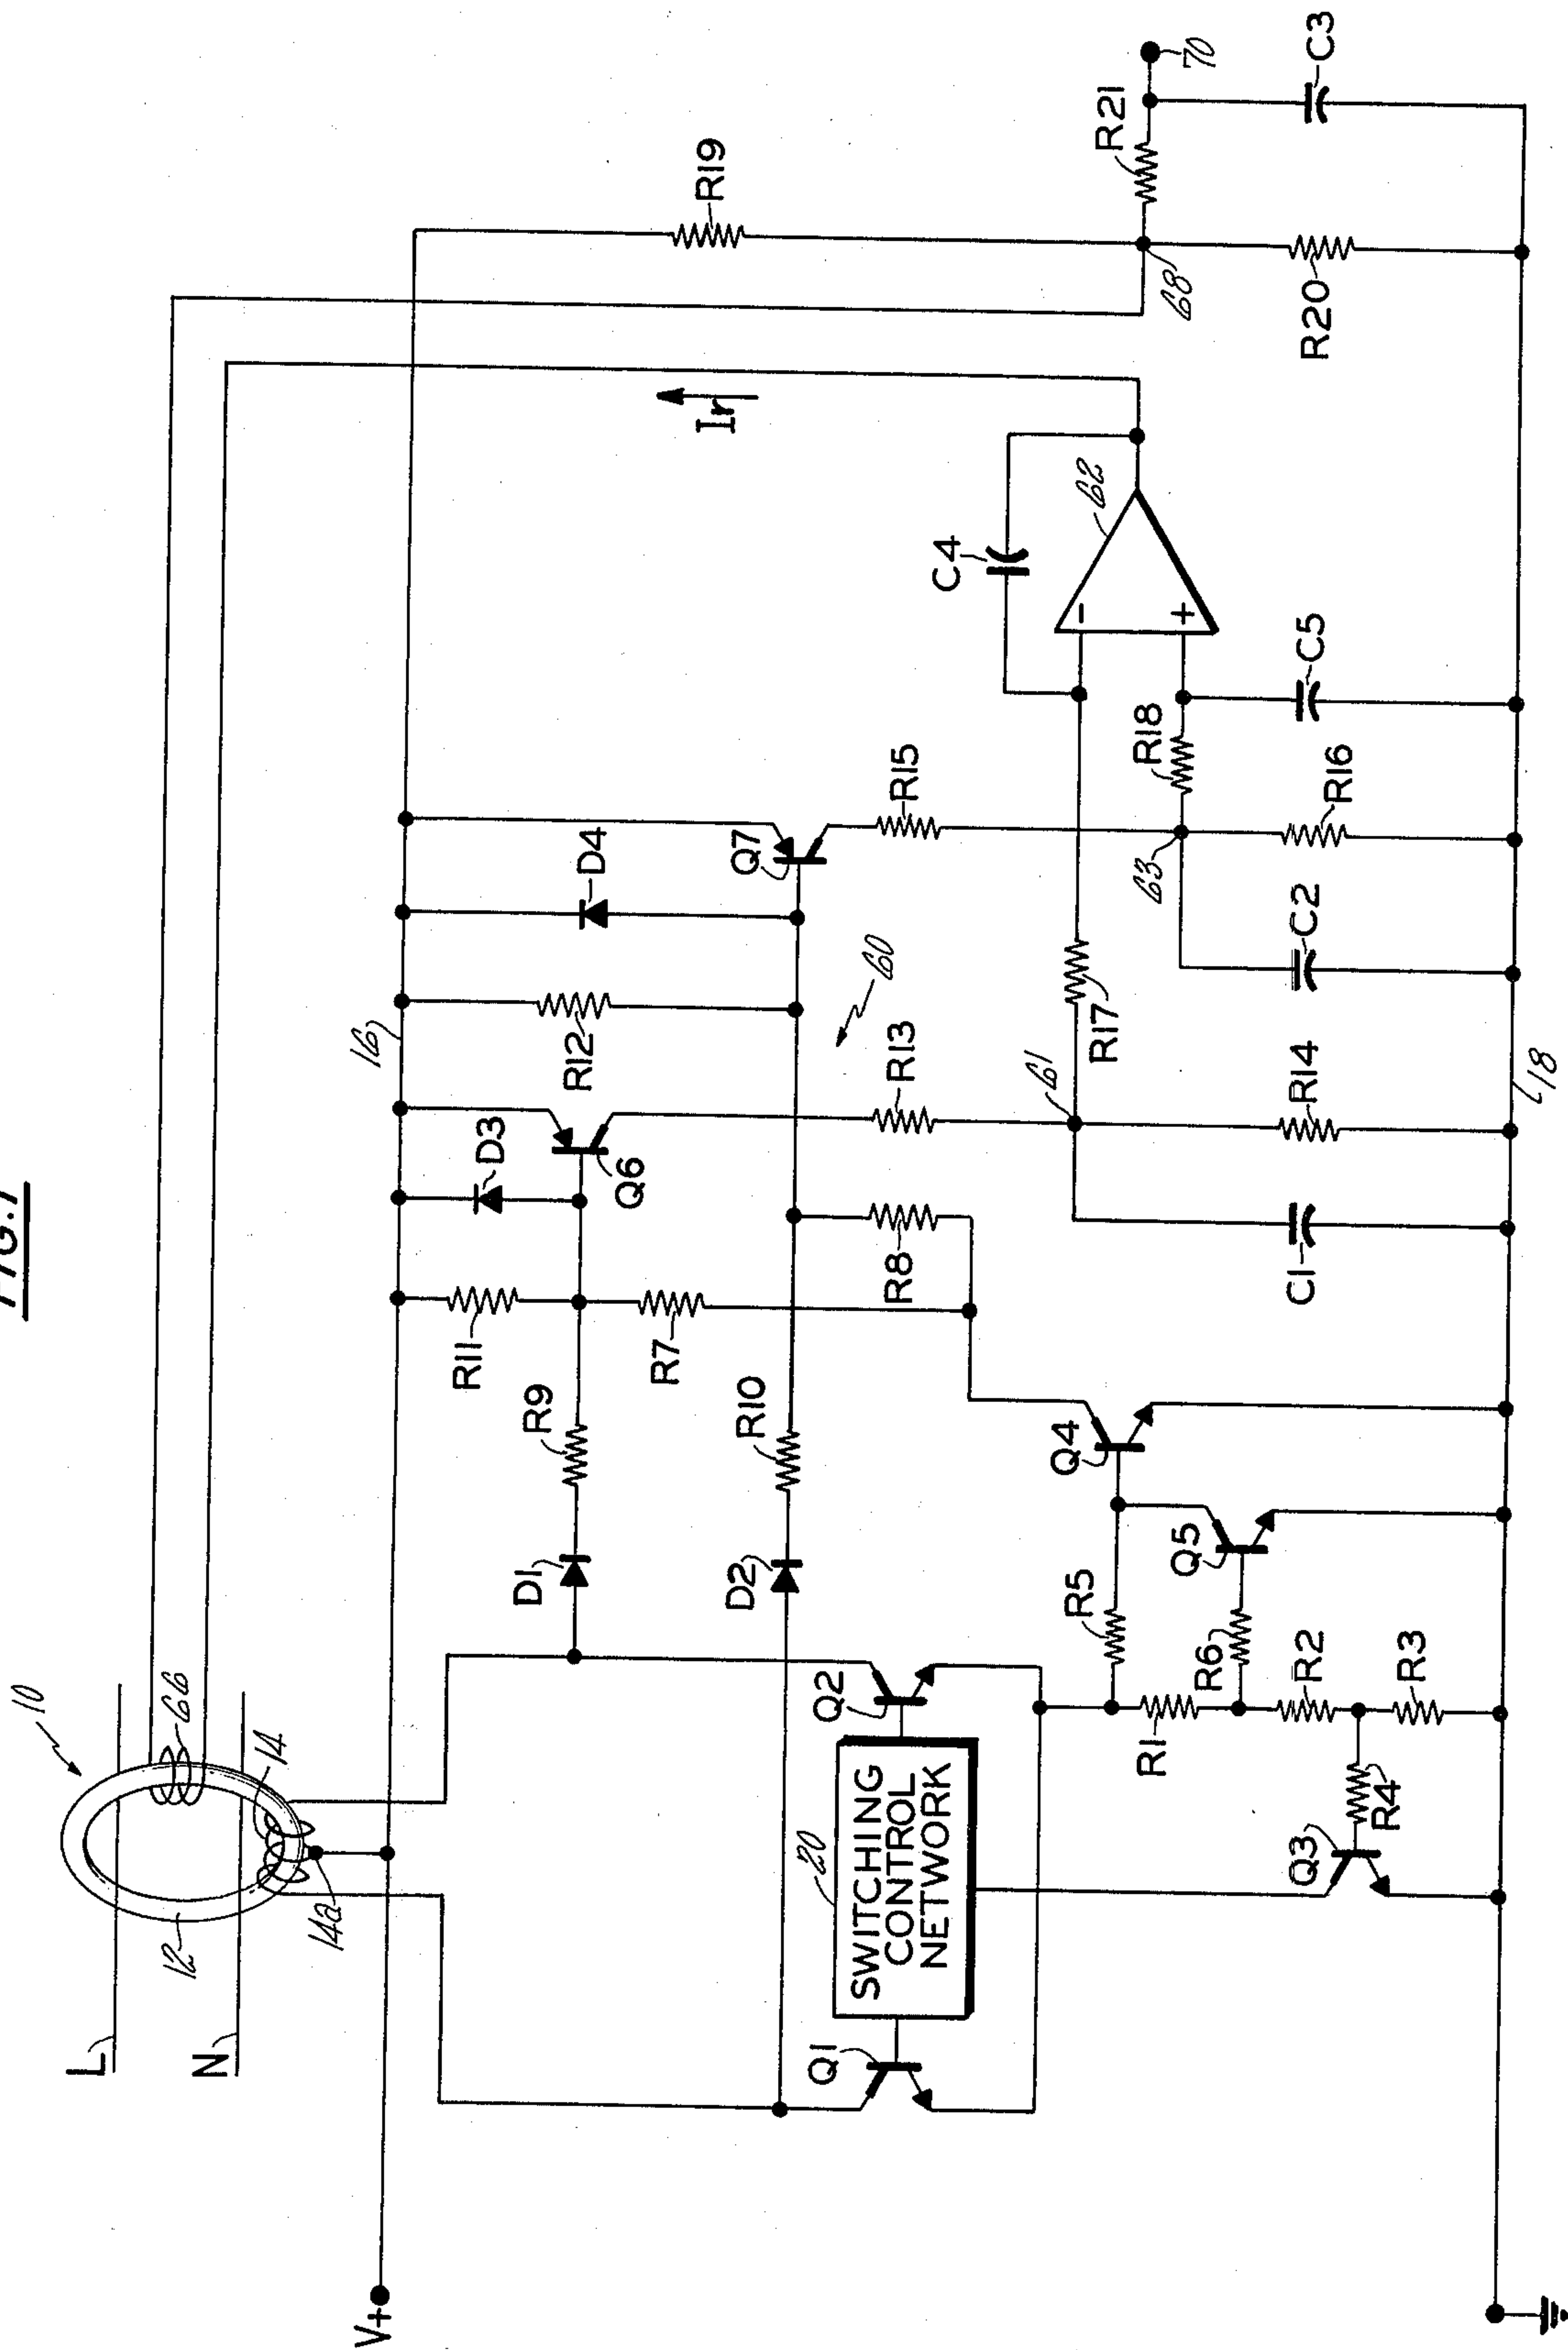 FIG. 1
10
L
12
N
66
14
14a
V+
16
R19
Ir
R11
D3
R12
D4
Q6
Q7
D1
R9
R7
D2
R10
60
R8
R13
R15
Q1
20
SWITCHING
CONTROL
NETWORK
Q2
C4
62
-
+
R5
Q4
61
R17
63
R18
68
R21
70
R1
R6
Q5
Q3
R4
R2
R3
C1
R14
C2
R16
C5
R20
C3
18